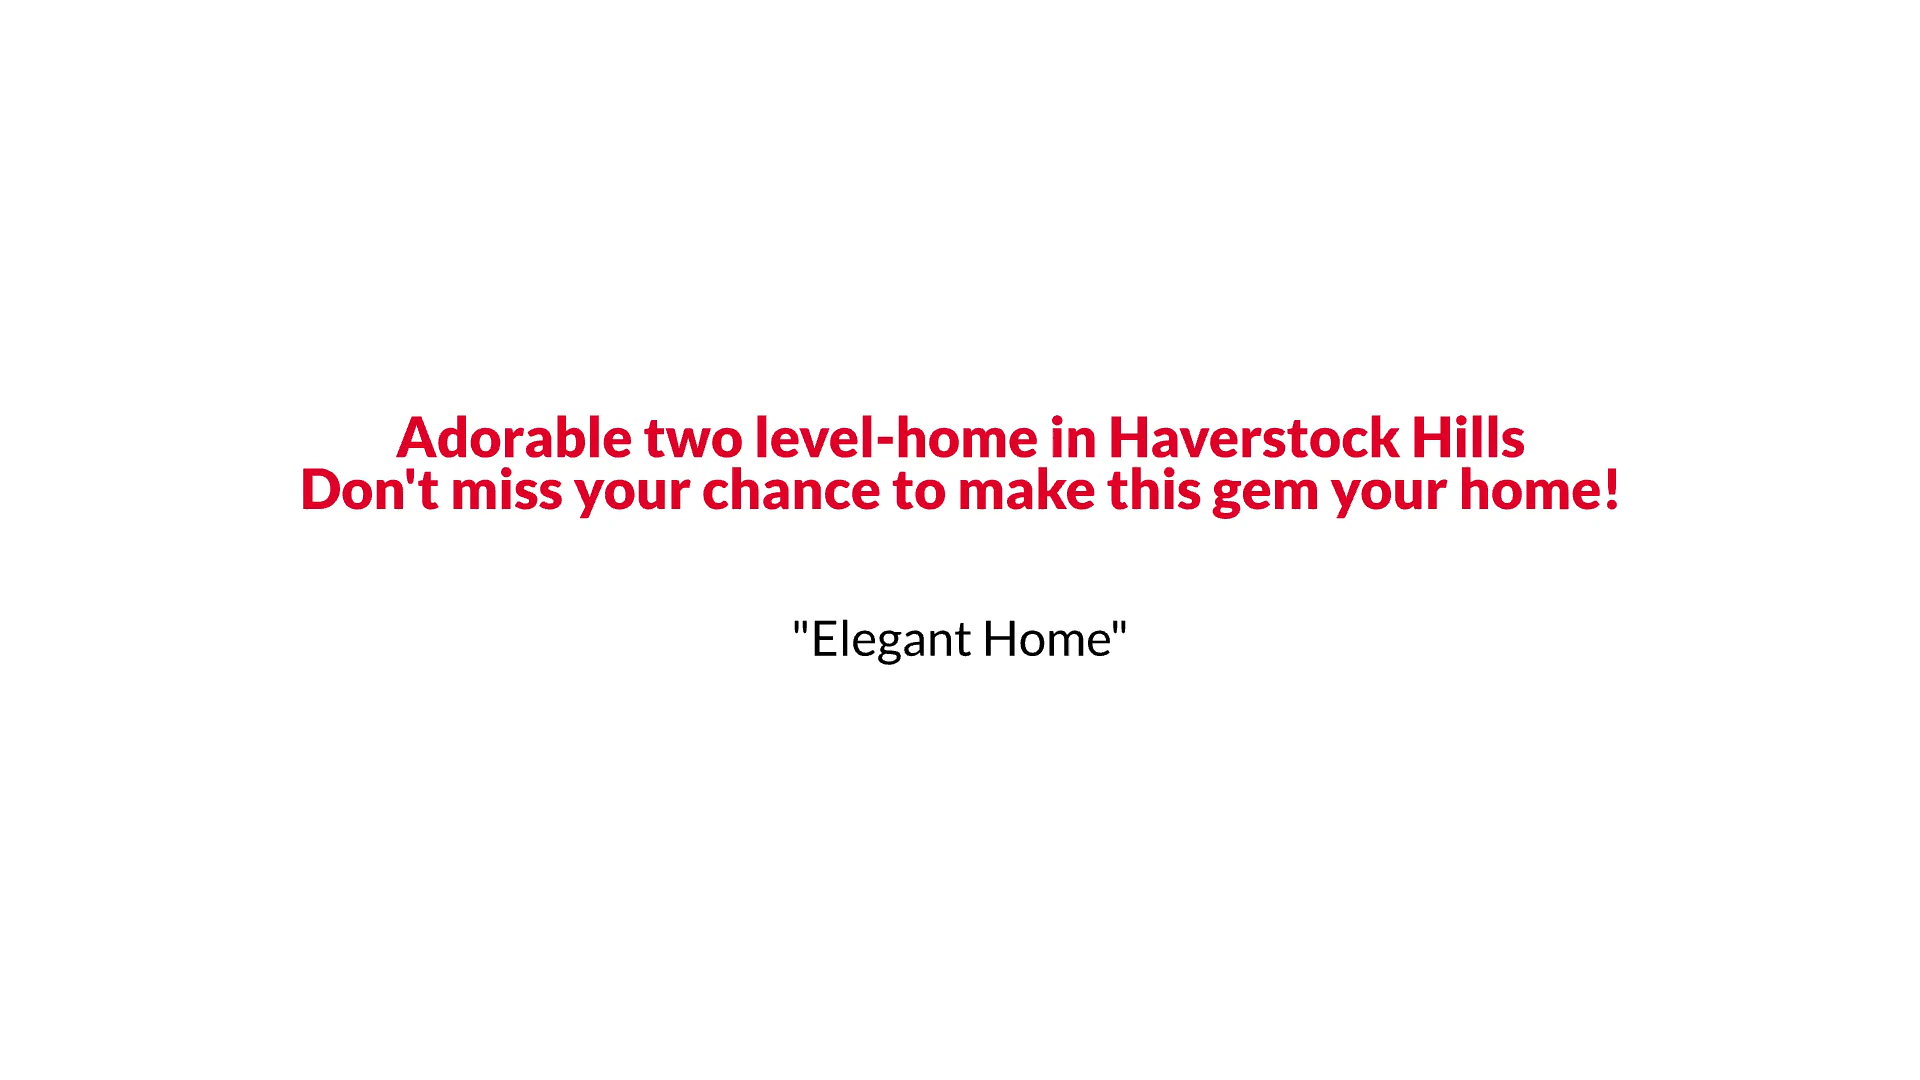 Adorable two level-home in Haverstock Hills
Don't miss your chance to make this gem your home!
"Elegant Home"